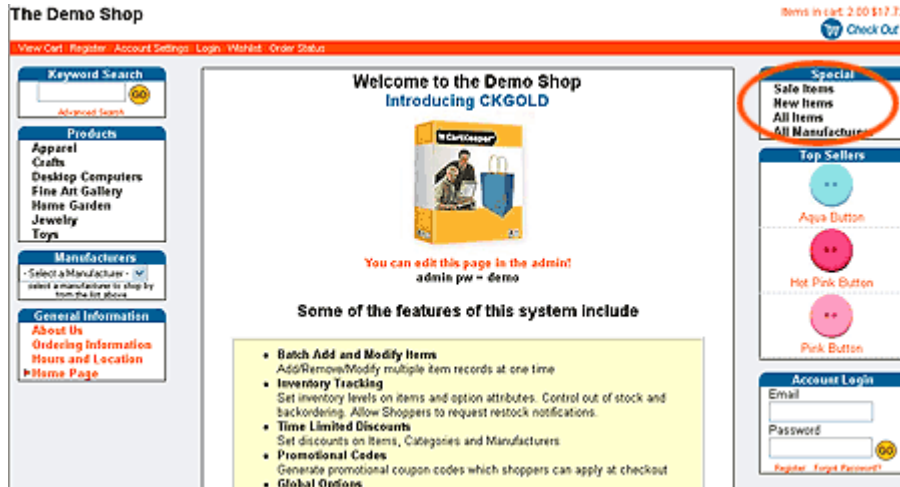 The Demo Shop
Items in cart: 2.00 $17.7
Check Out
View Cart Register Account Settings Login Wishlist Order Status
Keyword Search
GO
Advanced Search
Products
Apparel
Crafts
Desktop Computers
Fine Art Gallery
Home Garden
Jewelry
Toys
Manufacturers
- Select a Manufacturer -
select a manufacturer to shop by
from the list above
General Information
About Us
Ordering Information
Hours and Location
Home Page
Welcome to the Demo Shop
Introducing CKGOLD
CartKeeper
You can edit this page in the admin!
admin pw = demo
Some of the features of this system include
• Batch Add and Modify Items
Add/Remove/Modify multiple item records at one time
• Inventory Tracking
Set inventory levels on items and option attributes. Control out of stock and
backordering. Allow Shoppers to request restock notifications.
• Time Limited Discounts
Set discounts on Items, Categories and Manufacturers
• Promotional Codes
Generate promotional coupon codes which shoppers can apply at checkout
• Global Options
Special
Sale Items
New Items
All Items
All Manufacturers
Top Sellers
Aqua Button
Hot Pink Button
Pink Button
Account Login
Email
Password
GO
Register Forgot Password?